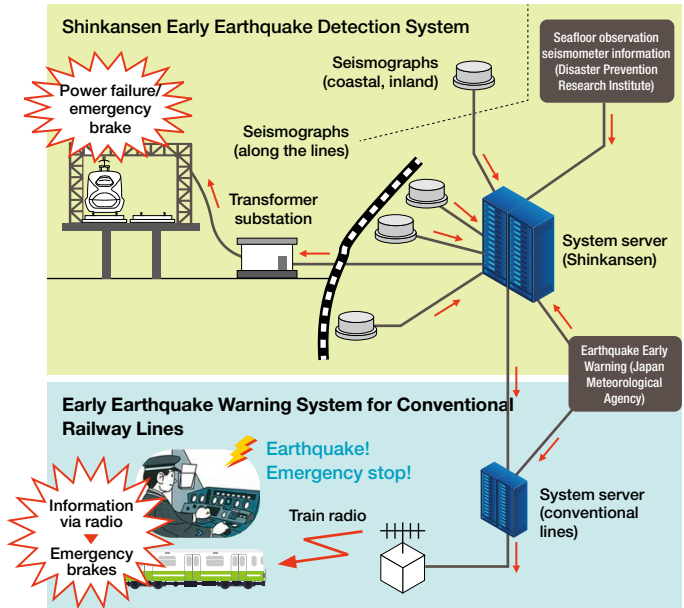 Shinkansen Early Earthquake Detection System
Seafloor observation
seismometer information
(Disaster Prevention
Research Institute)
Seismographs
(coastal, inland)
Power failure/
emergency
brake
Seismographs
(along the lines)
Transformer
substation
System server
(Shinkansen)
Earthquake Early
Warning (Japan
Meteorological
Agency)
Early Earthquake Warning System for Conventional
Railway Lines
Earthquake!
Emergency stop!
Information
via radio
Emergency
brakes
Train radio
System server
(conventional
lines)